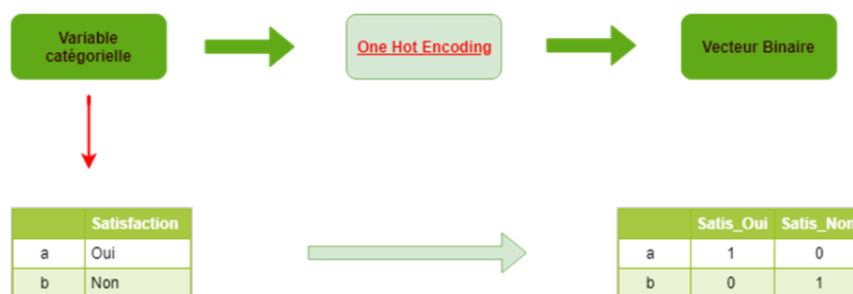 Variable
catégorielle
One Hot Encoding
Vecteur Binaire
Satisfaction
a Oui
b Non
Satis_Oui Satis_Non
a 1 0
b 0 1